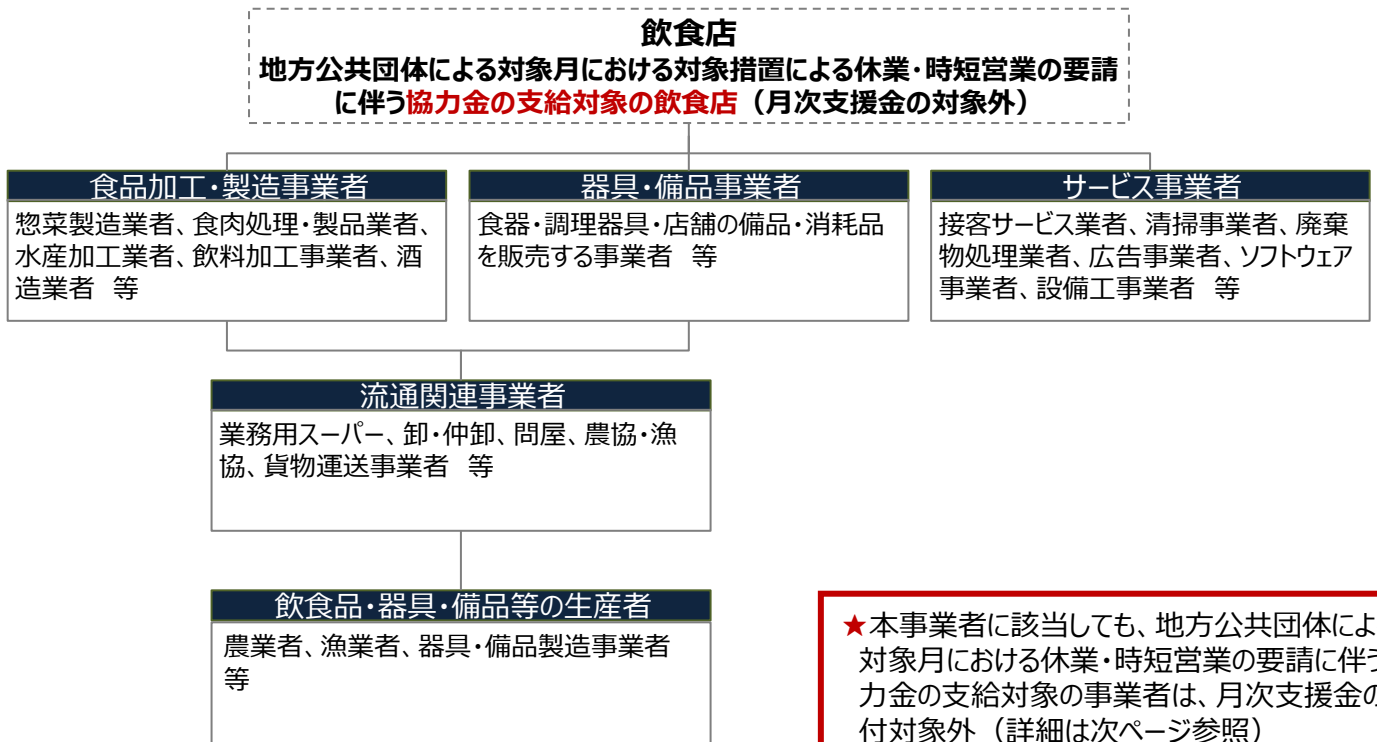 飲食店
地方公共団体による対象月における対象措置による休業・時短営業の要請
に伴う協力金の支給対象の飲食店（月次支援金の対象外）
食品加工・製造事業者
惣菜製造業者、食肉処理・製品業者、
水産加工業者、飲料加工事業者、酒
造業者　等
器具・備品事業者
食器・調理器具・店舗の備品・消耗品
を販売する事業者　等
サービス事業者
接客サービス業者、清掃事業者、廃棄
物処理業者、広告事業者、ソフトウェア
事業者、設備工事業者　等
流通関連事業者
業務用スーパー、卸・仲卸、問屋、農協・漁
協、貨物運送事業者　等
飲食品・器具・備品等の生産者
農業者、漁業者、器具・備品製造事業者
等
★本事業者に該当しても、地方公共団体によ
対象月における休業・時短営業の要請に伴う
力金の支給対象の事業者は、月次支援金の
付対象外（詳細は次ページ参照）